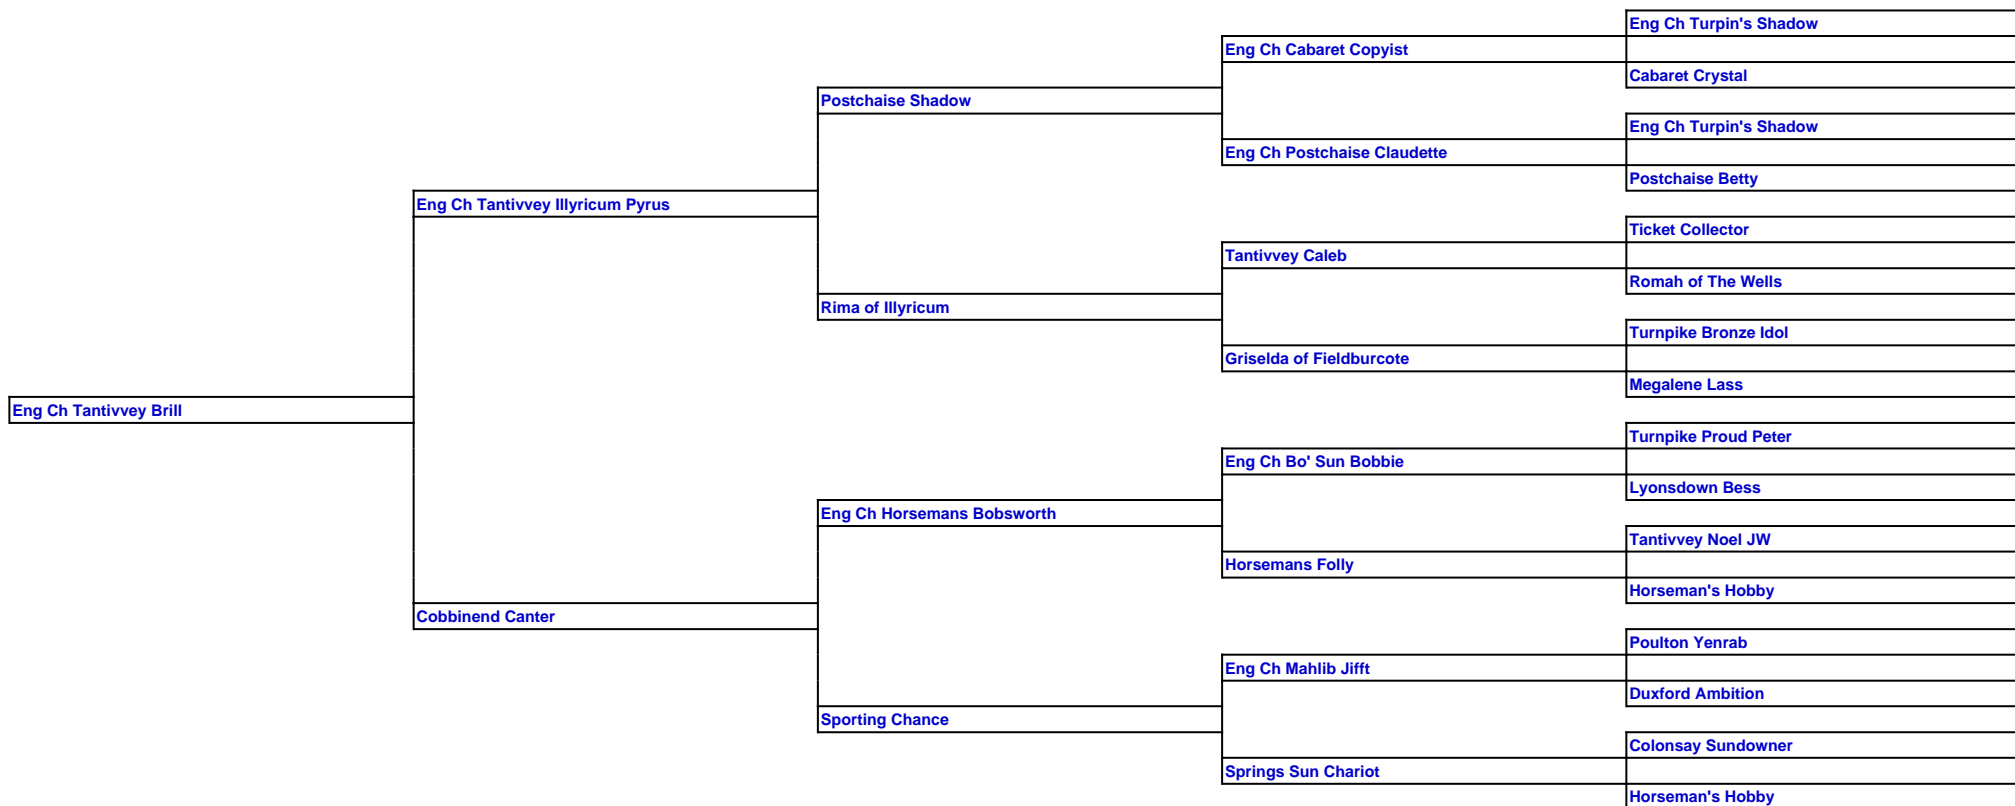 Eng Ch Turpin's Shadow
Eng Ch Cabaret Copyist
Cabaret Crystal
Postchaise Shadow
Eng Ch Turpin's Shadow
Eng Ch Postchaise Claudette
Postchaise Betty
Eng Ch Tantivvey Illyricum Pyrus
Ticket Collector
Tantivvey Caleb
Romah of The Wells
Rima of Illyricum
Turnpike Bronze Idol
Griselda of Fieldburcote
Megalene Lass
Eng Ch Tantivvey Brill
Turnpike Proud Peter
Eng Ch Bo' Sun Bobbie
Lyonsdown Bess
Eng Ch Horsemans Bobsworth
Tantivvey Noel JW
Horsemans Folly
Horseman's Hobby
Cobbinend Canter
Poulton Yenrab
Eng Ch Mahlib Jifft
Duxford Ambition
Sporting Chance
Colonsay Sundowner
Springs Sun Chariot
Horseman's Hobby